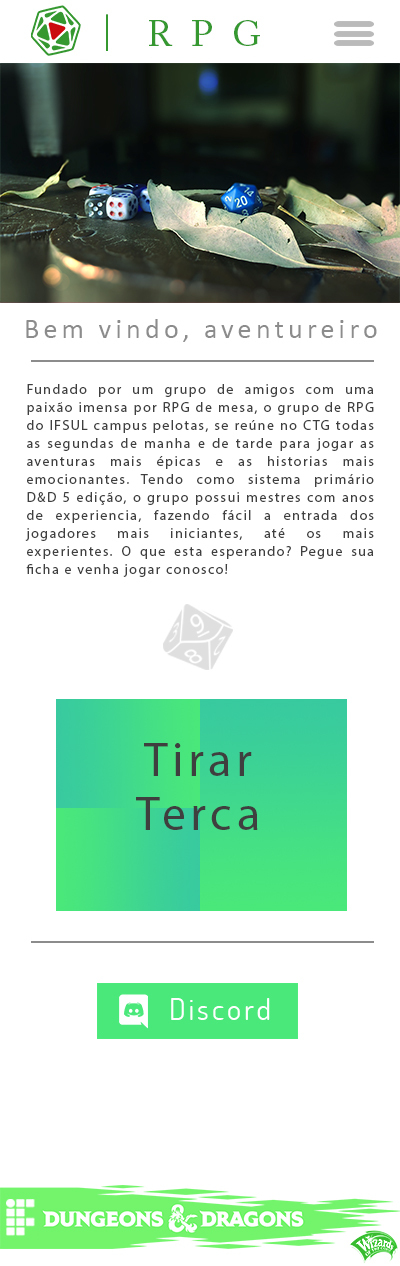 RPG
20
Bem vindo, aventureiro
Fundado por um grupo de amigos com uma
paixão imensa por RPG de mesa, o grupo de RPG
do IFSUL campus pelotas, se reúne no CTG todas
as segundas de manha e de tarde para jogar as
aventuras mais épicas e as historias mais
emocionantes. Tendo como sistema primário
D&D 5 edição, o grupo possui mestres com anos
de experiencia, fazendo fácil a entrada dos
jogadores mais iniciantes, até os mais
experientes. O que esta esperando? Pegue sua
ficha e venha jogar conosco!
9
8
Tirar
Terca
Discord
DUNGEONS & DRAGONS
Wizards